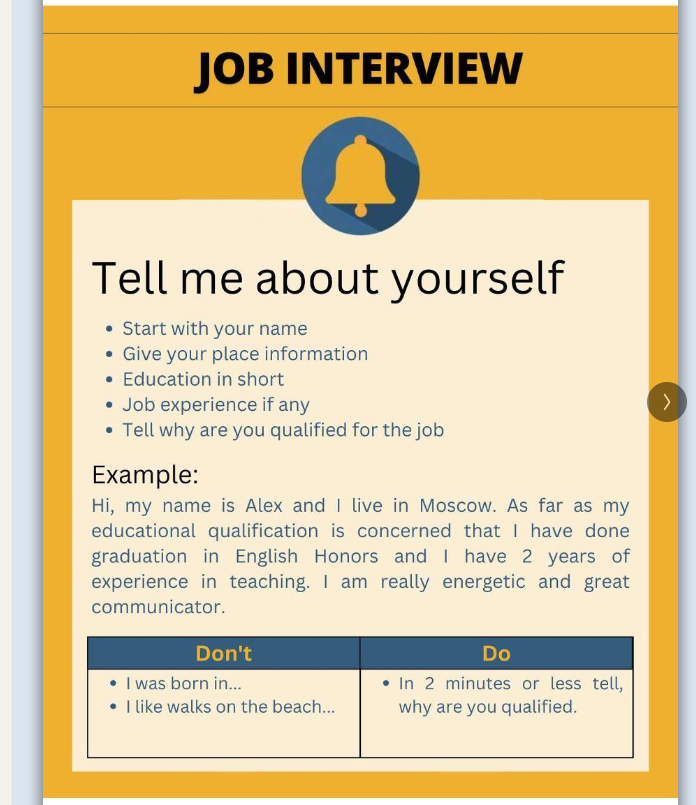 JOB INTERVIEW
Tell me about yourself
• Start with your name
• Give your place information
• Education in short
• Job experience if any
• Tell why are you qualified for the job
Example:
Hi, my name is Alex and I live in Moscow. As far as my
educational qualification is concerned that I have done
graduation in English Honors and I have 2 years of
experience in teaching. I am really energetic and great
communicator.
Don't
• I was born in...
• I like walks on the beach...
Do
• In 2 minutes or less tell,
why are you qualified.